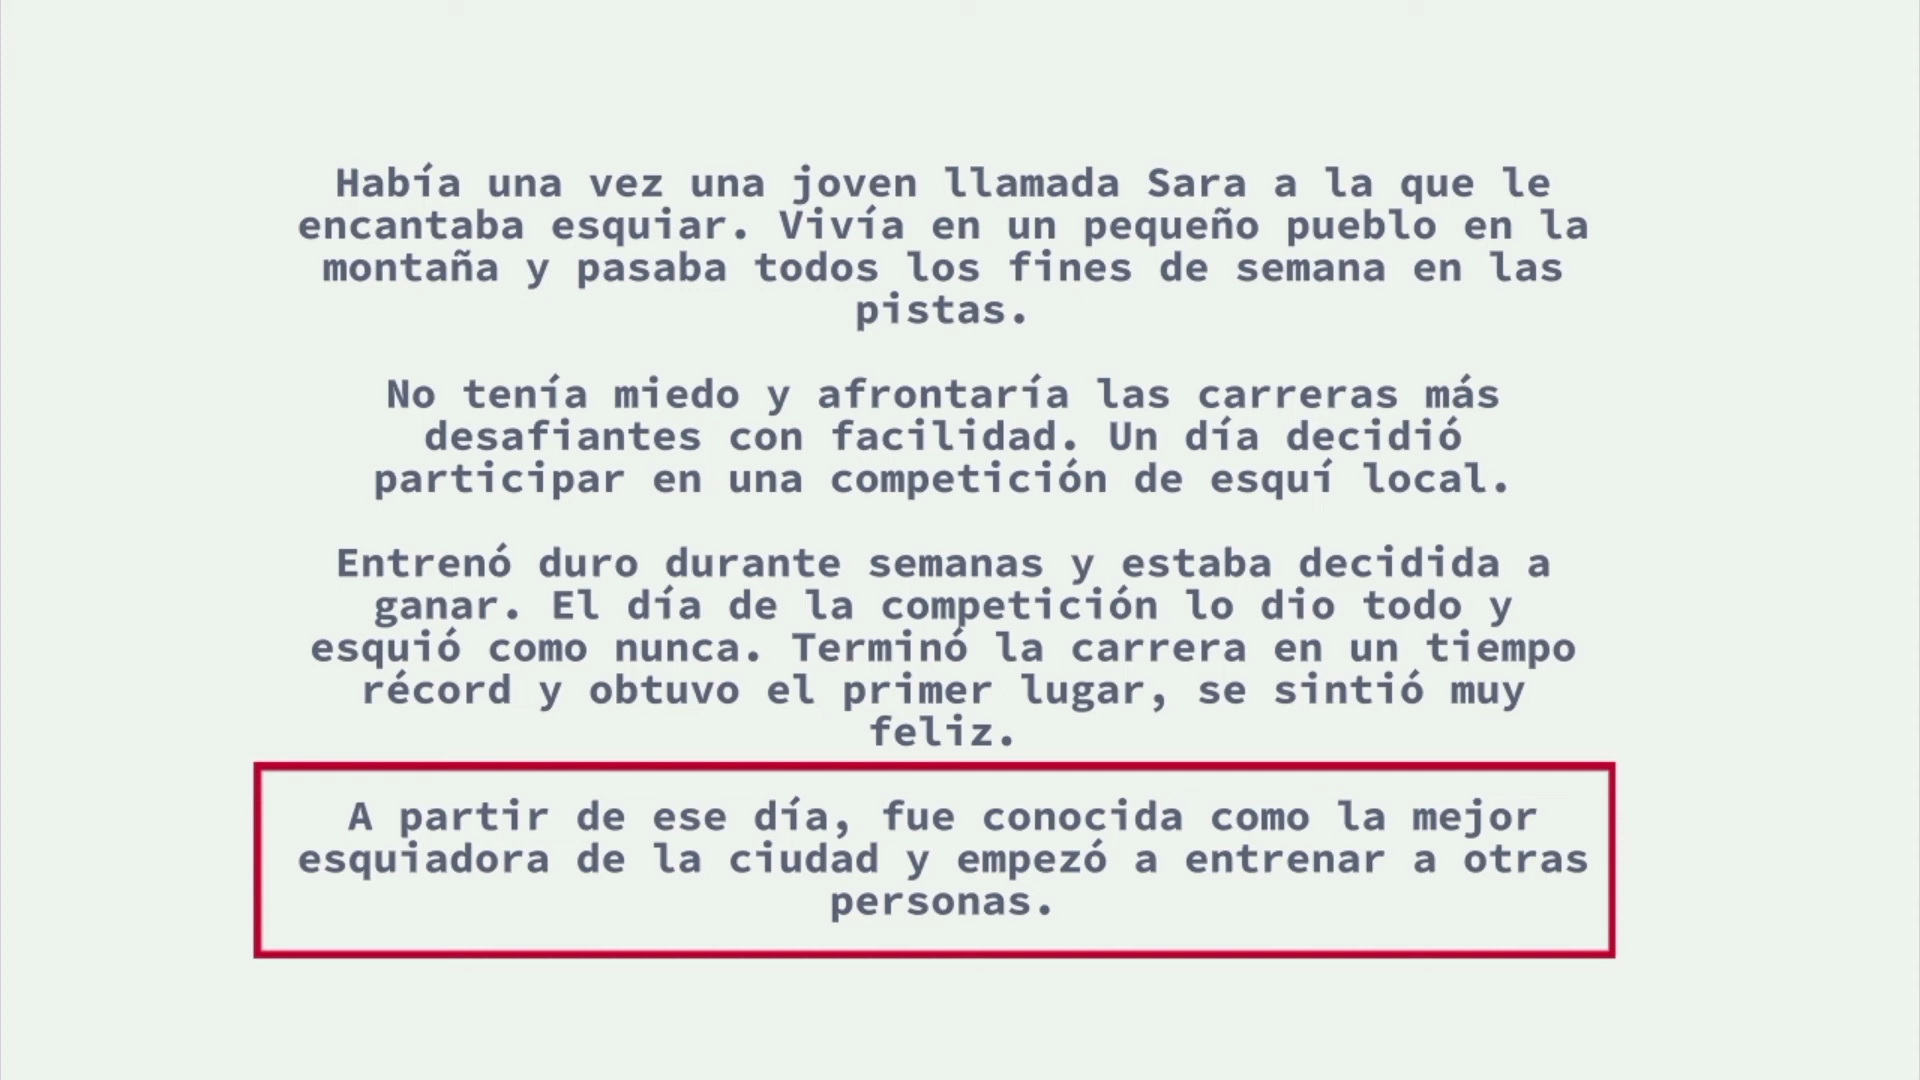 Había una vez una joven llamada Sara a la que le
encantaba esquiar. Vivía en un pequeño pueblo en la
montaña y pasaba todos los fines de semana en las
pistas.
No tenía miedo y afrontaría las carreras más
desafiantes con facilidad. Un día decidió
participar en una competición de esquí local.
Entrenó duro durante semanas y estaba decidida a
ganar. El día de la competición lo dio todo y
esquió como nunca. Terminó la carrera en un tiempo
récord y obtuvo el primer lugar, se sintió muy
feliz.
A partir de ese día, fue conocida como la mejor
esquiadora de la ciudad y empezó a entrenar a otras
personas.